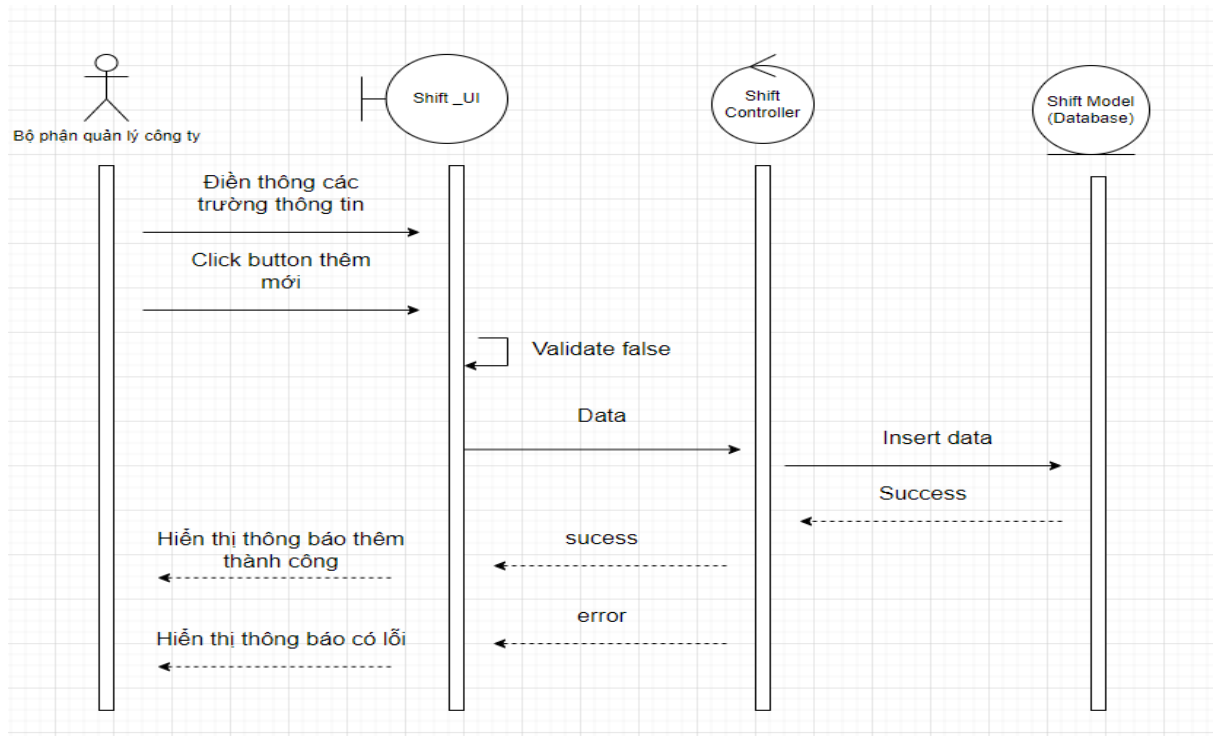 Shift _UI
Shift
Controller
Shift Model
(Database)
Bộ phận quản lý công ty
Điền thông các
trường thông tin
Click button thêm
mới
Validate false
Data
Insert data
Success
Hiển thị thông báo thêm
thành công
sucess
error
Hiển thị thông báo có lỗi